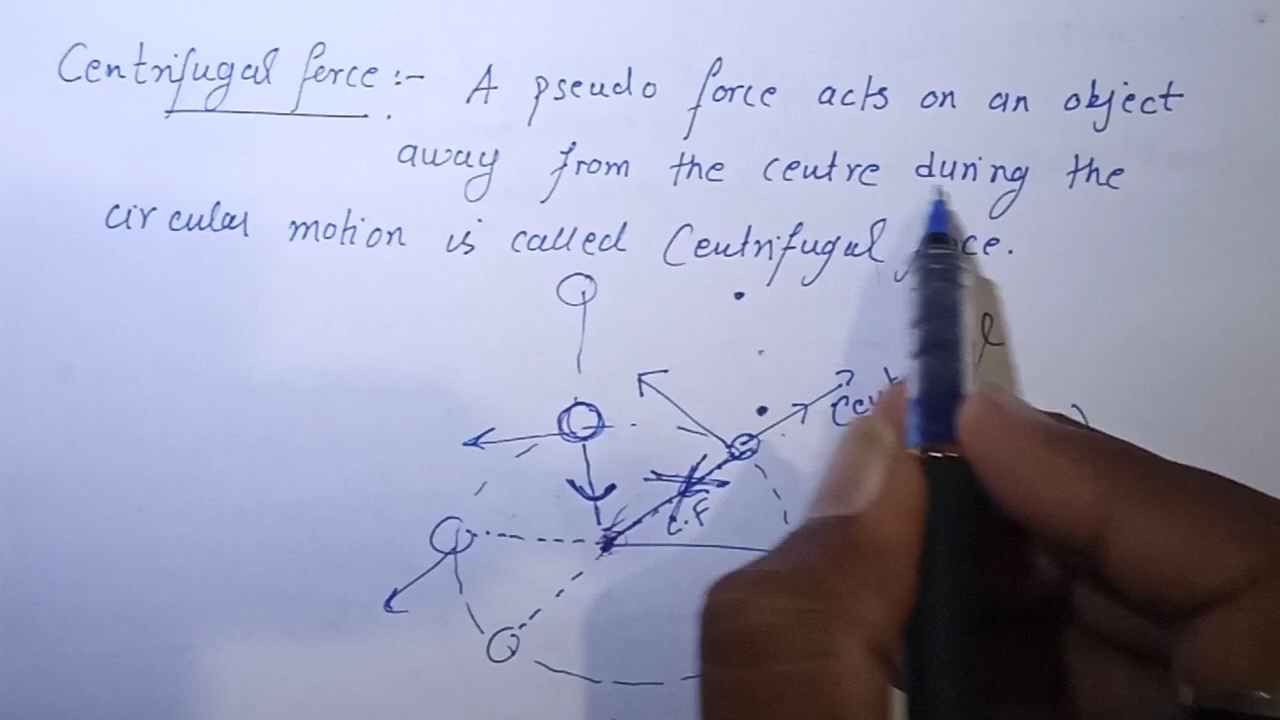 Centrifugal force :- A pseudo force acts on an object
away from the centre during the
circular motion is called Centrifugal
C.F